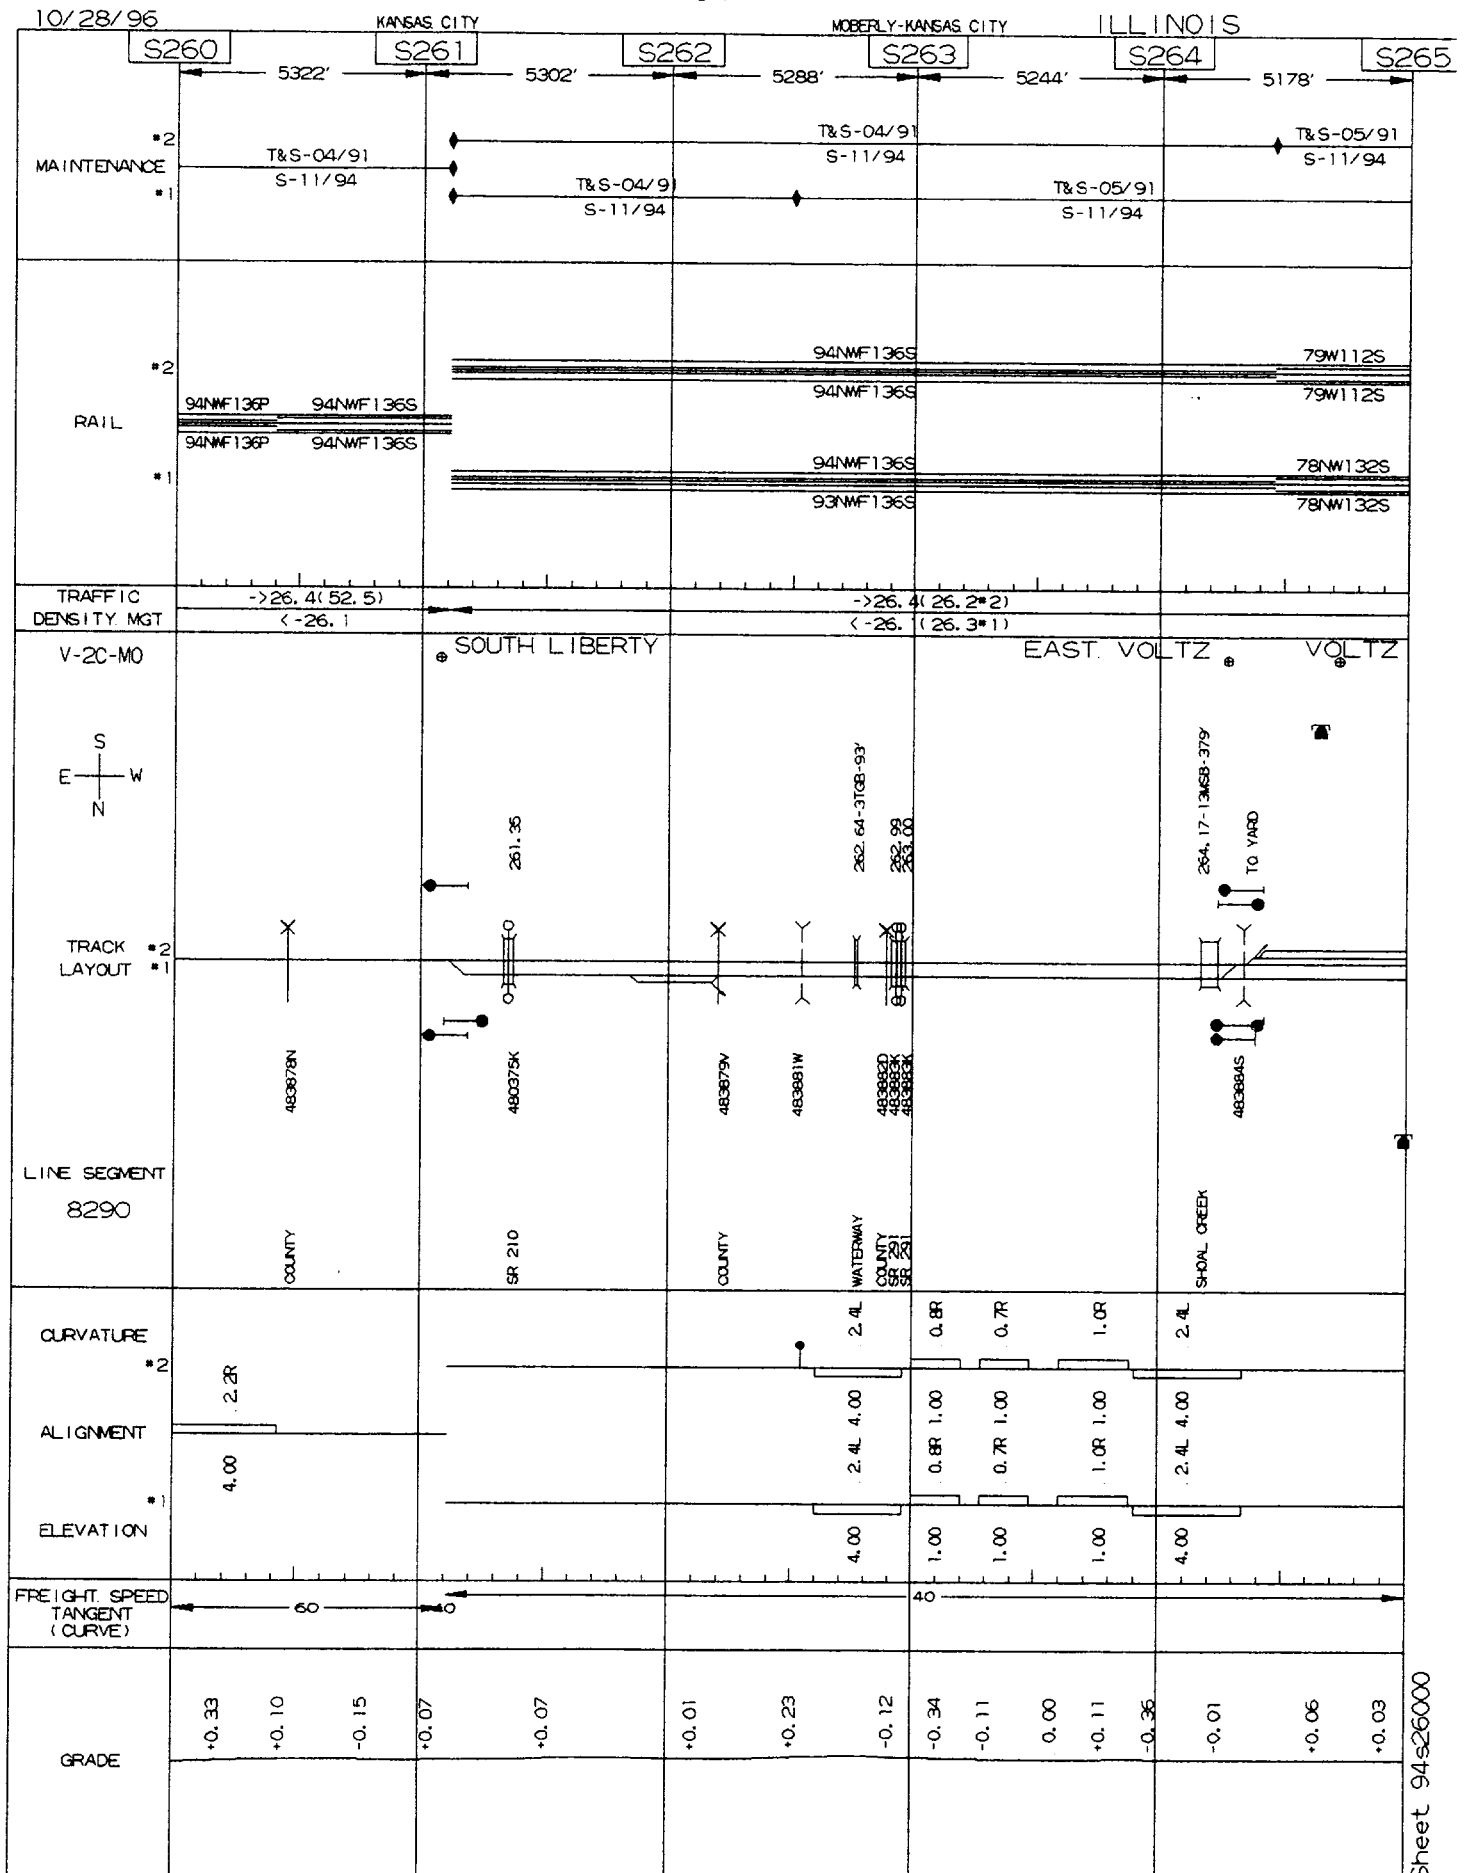 10/28/96 KANSAS CITY MOBERLY-KANSAS CITY ILLINOIS
S260 S261 S262 S263 S264 S265
5322' 5302' 5288' 5244' 5178'
*2 T&S-04/91 T&S-05/91
MAINTENANCE T&S-04/91 S-11/94 S-11/94
S-11/94
*1 T&S-04/91 T&S-05/91
S-11/94 S-11/94
94NWF136S 79W112S
*2
94NWF136S 79W112S
94NWF136P 94NWF136S
RAIL
94NWF136P 94NWF136S
94NWF136S 78NW132S
*1
93NWF136S 78NW132S
TRAFFIC ->26.4(52.5) ->26.4(26.2*2)
DENSITY MGT <-26.1 <-26.1(26.3*1)
V-2C-MO SOUTH LIBERTY EAST VOLTZ VOLTZ
S
E W
N
261.35 262.64-3TGB-93' 262.99 263.00 264.17-13MSB-379' TO YARD
TRACK *2
LAYOUT *1
483878N 480375K 483879V 483881W 483882D 483883K 483883K 483884S
LINE SEGMENT
8290
COUNTY SR 210 COUNTY WATERWAY COUNTY SR 291 SR 291 SHOAL CREEK
CURVATURE 2.4L 0.8R 0.7R 1.0R 2.4L
*2
2.2R 4.00 1.00 1.00 1.00 4.00
ALIGNMENT
4.00 2.4L 0.8R 0.7R 1.0R 2.4L
*1
ELEVATION 4.00 1.00 1.00 1.00 4.00
FREIGHT SPEED
TANGENT 60 40 40
(CURVE)
+0.33 +0.10 -0.15 +0.07 +0.07 +0.01 +0.23 -0.12 -0.34 -0.11 0.00 +0.11 -0.36 -0.01 +0.06 +0.03
GRADE
Sheet 94s26000